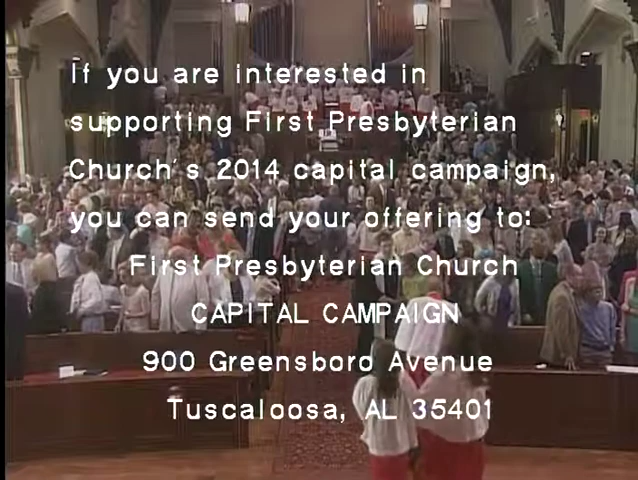 If you are interested in
supporting First Presbyterian
Church's 2014 capital campaign,
you can send your offering to:
First Presbyterian Church
CAPITAL CAMPAIGN
900 Greensboro Avenue
Tuscaloosa, AL 35401